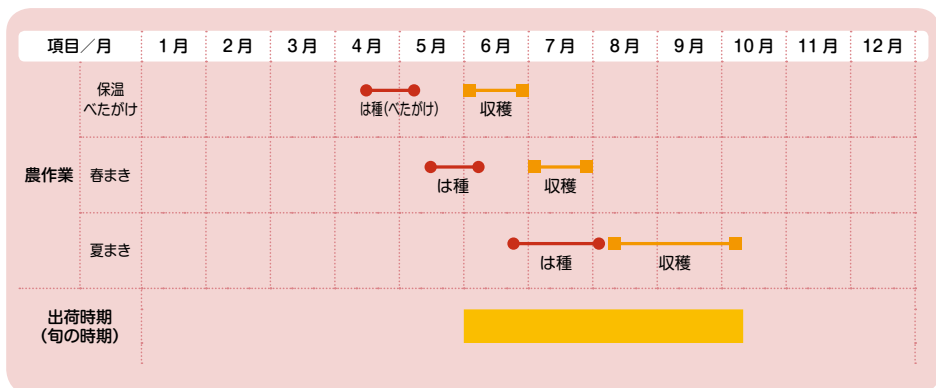 項目／月 1月 2月 3月 4月 5月 6月 7月 8月 9月 10月 11月 12月
保温
べたがけ
は種(べたがけ) 収穫
農作業 春まき
は種 収穫
夏まき
は種 収穫
出荷時期
(旬の時期)